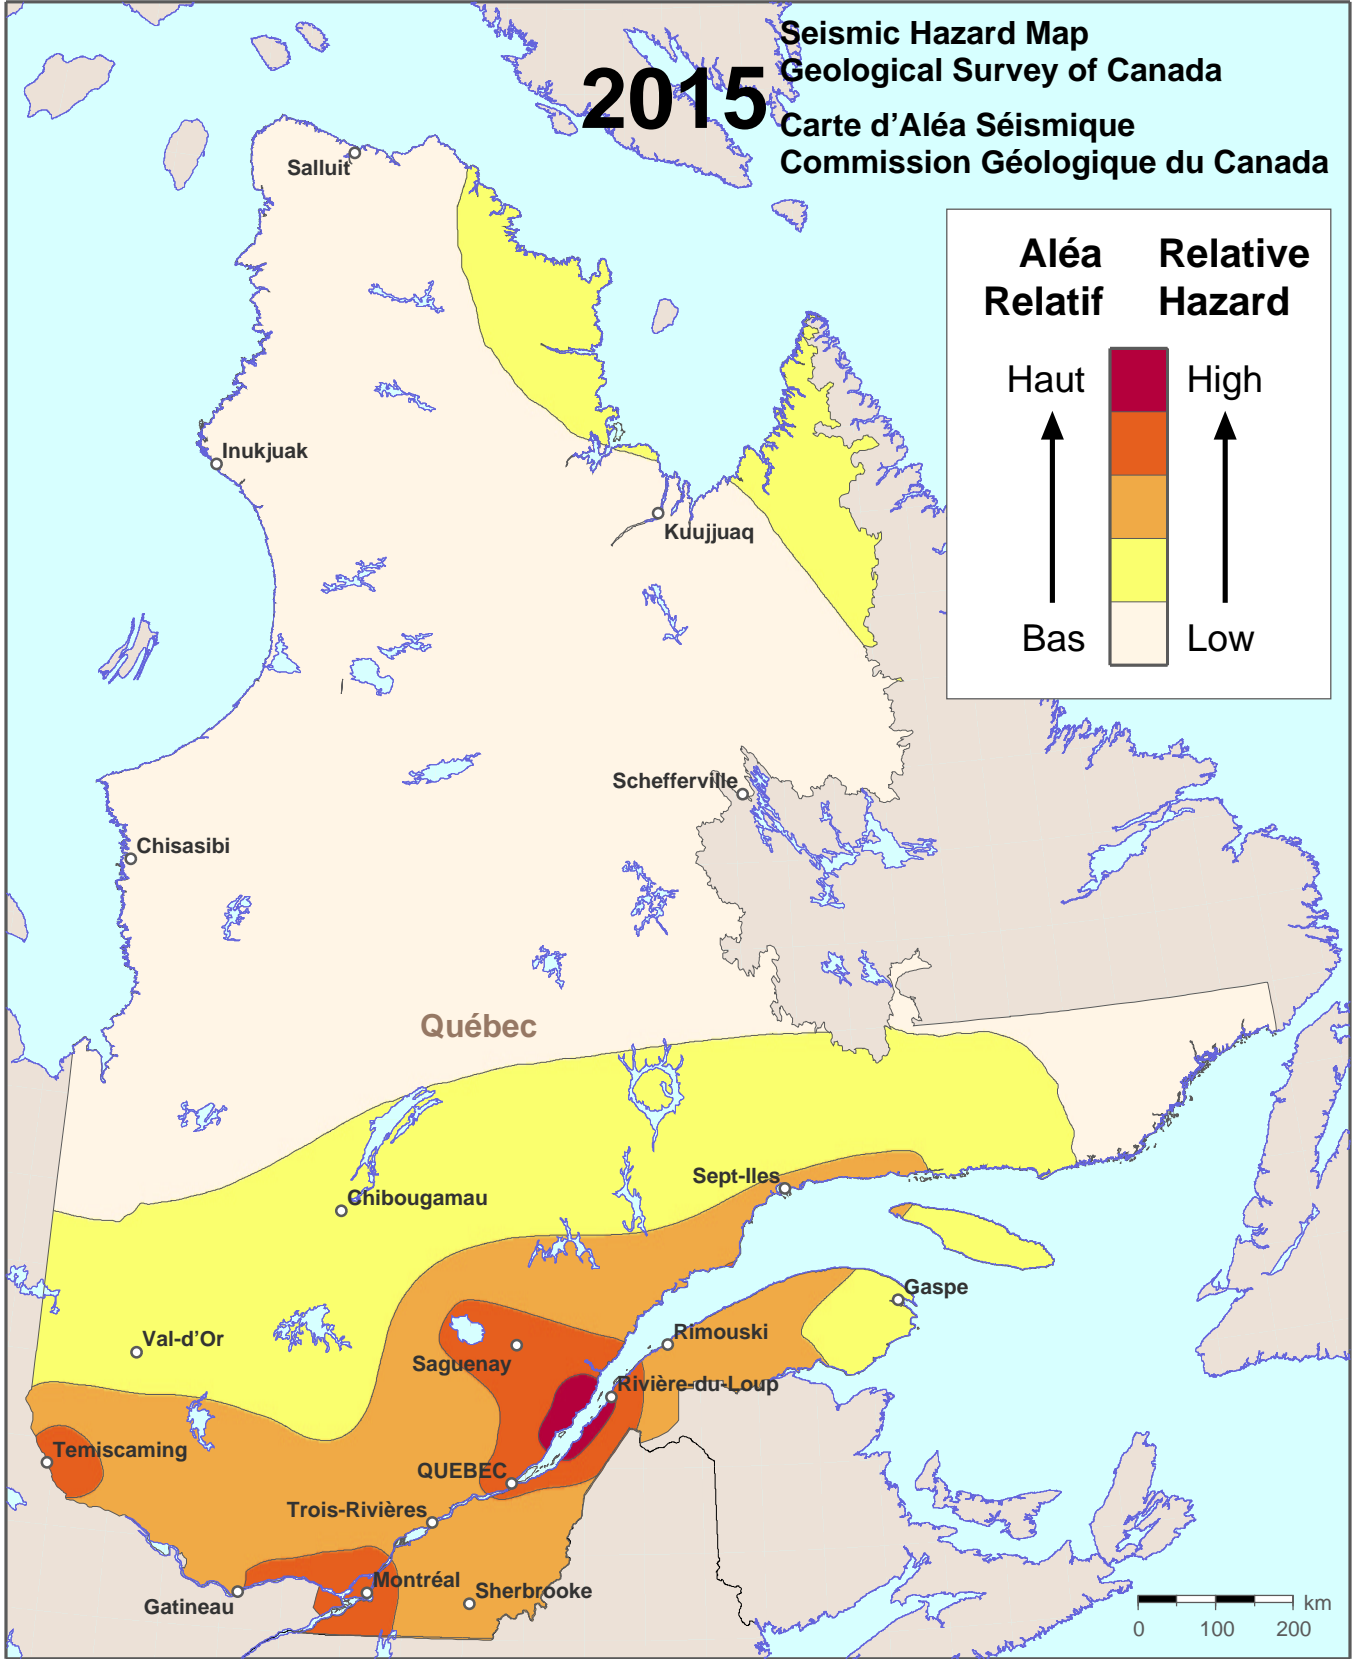 2015
Seismic Hazard Map
Geological Survey of Canada
Carte d'Aléa Séismique
Commission Géologique du Canada
Aléa Relatif
Relative Hazard
Haut
High
Bas
Low
Salluit
Inukjuak
Kuujjuaq
Schefferville
Chisasibi
Québec
Sept-Iles
Chibougamau
Gaspe
Rimouski
Val-d'Or
Saguenay
Rivière-du-Loup
Temiscaming
QUEBEC
Trois-Rivières
Montréal
Sherbrooke
Gatineau
km
0 100 200